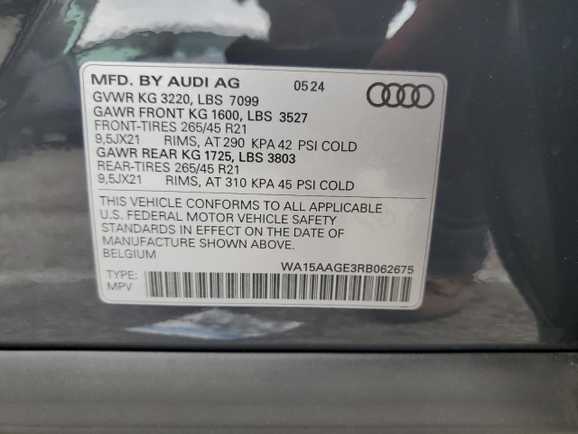 MFD. BY AUDI AG 05 24
GVWR KG 3220, LBS 7099
GAWR FRONT KG 1600, LBS 3527
FRONT-TIRES 265/45 R21
9,5JX21 RIMS, AT 290 KPA 42 PSI COLD
GAWR REAR KG 1725, LBS 3803
REAR-TIRES 265/45 R21
9,5JX21 RIMS, AT 310 KPA 45 PSI COLD
THIS VEHICLE CONFORMS TO ALL APPLICABLE
U.S. FEDERAL MOTOR VEHICLE SAFETY
STANDARDS IN EFFECT ON THE DATE OF
MANUFACTURE SHOWN ABOVE.
BELGIUM WA15AAGE3RB062675
TYPE:
MPV